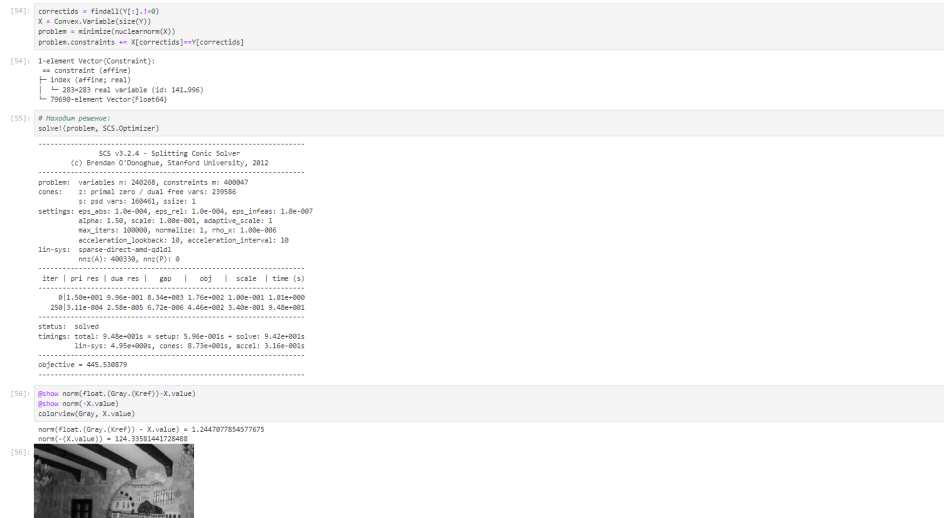 [54]: correctids = findall(Y[:].!=0)
X = Convex.Variable(size(Y))
problem = minimize(nuclearnorm(X))
problem.constraints += X[correctids]==Y[correctids]
[54]: 1-element Vector{Constraint}:
== constraint (affine)
├─ index (affine; real)
│ └─ 283×283 real variable (id: 141…996)
└─ 79690-element Vector{Float64}
[55]: # Находим решение:
solve!(problem, SCS.Optimizer)
------------------------------------------------------------------
SCS v3.2.4 - Splitting Conic Solver
(c) Brendan O'Donoghue, Stanford University, 2012
------------------------------------------------------------------
problem: variables n: 240268, constraints m: 400047
cones: z: primal zero / dual free vars: 239586
s: psd vars: 160461, ssize: 1
settings: eps_abs: 1.0e-004, eps_rel: 1.0e-004, eps_infeas: 1.0e-007
alpha: 1.50, scale: 1.00e-001, adaptive_scale: 1
max_iters: 100000, normalize: 1, rho_x: 1.00e-006
acceleration_lookback: 10, acceleration_interval: 10
lin-sys: sparse-direct-amd-qdldl
nnz(A): 400330, nnz(P): 0
------------------------------------------------------------------
iter | pri res | dua res | gap | obj | scale | time (s)
------------------------------------------------------------------
0|1.50e+001 9.96e-001 8.34e+003 1.76e+002 1.00e-001 1.01e+000
250|3.11e-004 2.58e-005 6.72e-006 4.46e+002 3.40e-001 9.48e+001
------------------------------------------------------------------
status: solved
timings: total: 9.48e+001s = setup: 5.96e-001s + solve: 9.42e+001s
lin-sys: 4.95e+000s, cones: 8.73e+001s, accel: 3.16e-001s
------------------------------------------------------------------
objective = 445.530879
------------------------------------------------------------------
[56]: @show norm(float.(Gray.(Kref))-X.value)
@show norm(-X.value)
colorview(Gray, X.value)
norm(float.(Gray.(Kref)) - X.value) = 1.2447077854577675
norm(-(X.value)) = 124.33581441728488
[56]: